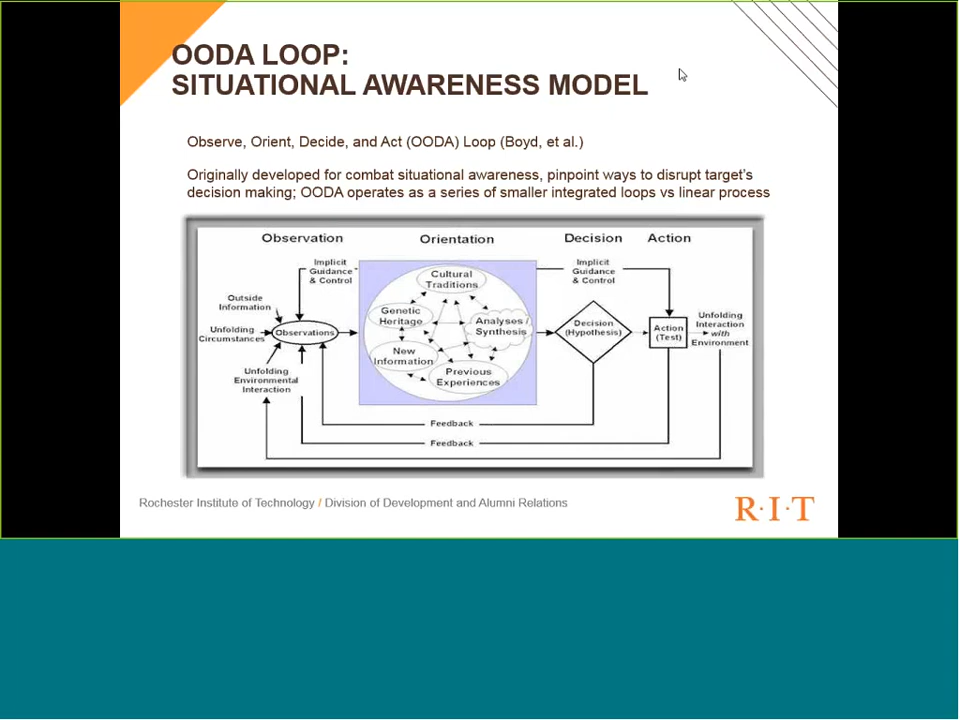 OODA LOOP:
SITUATIONAL AWARENESS MODEL
Observe, Orient, Decide, and Act (OODA) Loop (Boyd, et al.)
Originally developed for combat situational awareness, pinpoint ways to disrupt target's
decision making; OODA operates as a series of smaller integrated loops vs linear process
Observation
Orientation
Decision
Action
Implicit
Guidance
& Control
Outside
Information
Unfolding
Circumstances
Observations
Unfolding
Environmental
Interaction
Cultural
Traditions
Genetic
Heritage
Analyses /
Synthesis
New
Information
Previous
Experiences
Implicit
Guidance
& Control
Decision
(Hypothesis)
Action
(Test)
Unfolding
Interaction
with
Environment
Feedback
Feedback
Rochester Institute of Technology / Division of Development and Alumni Relations
R·I·T